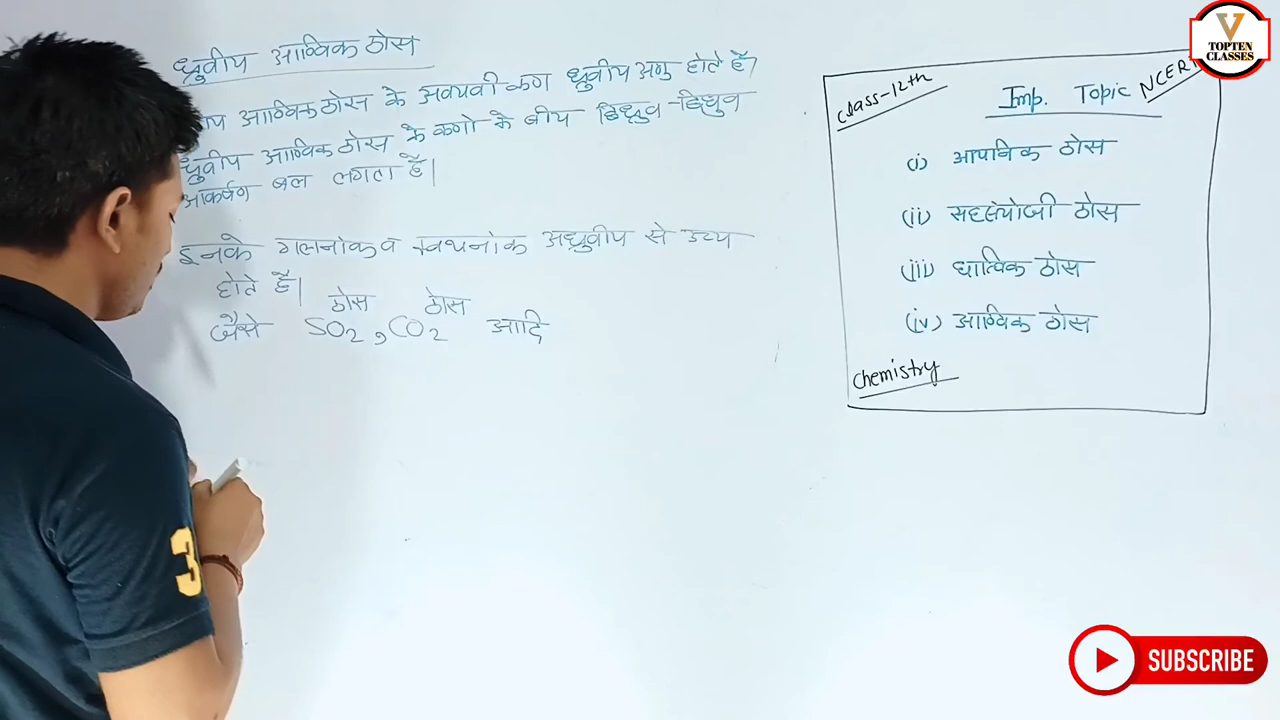 ध्रुवीय आण्विक ठोस
आण्विक ठोस के अवयवी कण ध्रुवीय अणु होते हैं।
ध्रुवीय आण्विक ठोस के कणो के बीच द्विध्रुव-द्विध्रुव
आकर्षण बल लगता है।
इनके गलनांक व क्वथनांक अध्रुवीय से उच्च
होते हैं।
ठोस ठोस
जैसे SO2, CO2 आदि
Class-12th
NCERT
Imp. Topic
(i) आयनिक ठोस
(ii) सहसंयोजी ठोस
(iii) धात्विक ठोस
(iv) आण्विक ठोस
Chemistry
V
TOPTEN
CLASSES
SUBSCRIBE